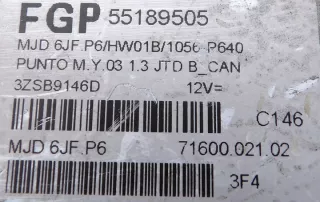 FGP 55189505
MJD 6JF.P6/HW01B/1056-P640
PUNTO M.Y.03 1.3 JTD B_CAN
3ZSB9146D 12V=
C146
MJD 6JF.P6 71600.021.02
3F4